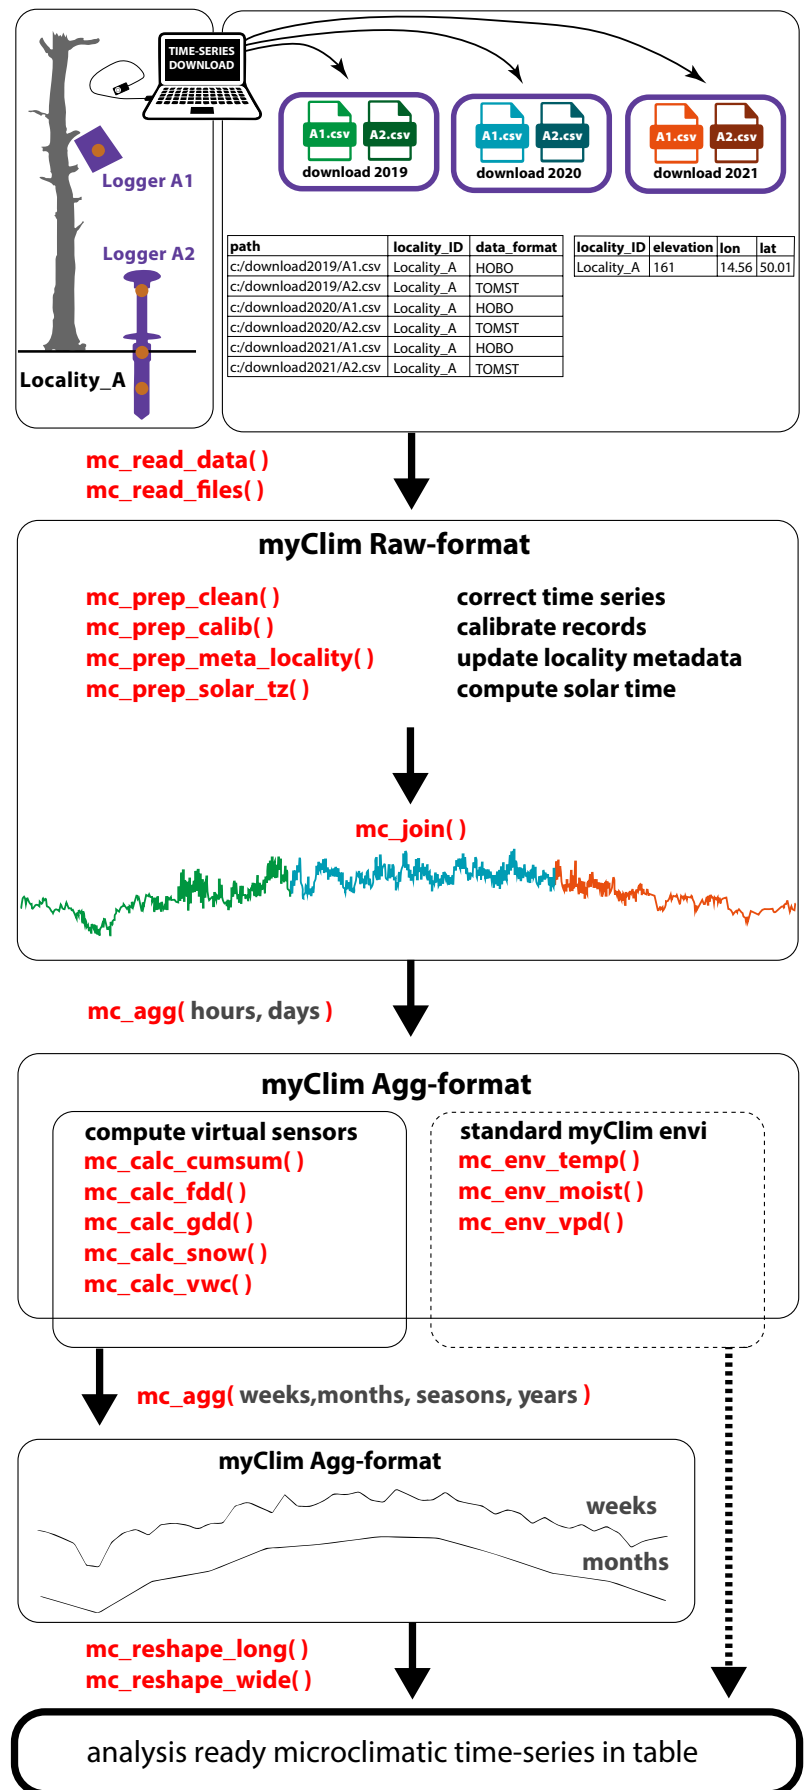 TIME-SERIES
DOWNLOAD
Logger A1
Logger A2
Locality_A
A1.csv A2.csv
download 2019
A1.csv A2.csv
download 2020
A1.csv A2.csv
download 2021
path locality_ID data_format
c:/download2019/A1.csv Locality_A HOBO
c:/download2019/A2.csv Locality_A TOMST
c:/download2020/A1.csv Locality_A HOBO
c:/download2020/A2.csv Locality_A TOMST
c:/download2021/A1.csv Locality_A HOBO
c:/download2021/A2.csv Locality_A TOMST
locality_ID elevation lon lat
Locality_A 161 14.56 50.01
mc_read_data( )
mc_read_files( )
myClim Raw-format
mc_prep_clean( ) correct time series
mc_prep_calib( ) calibrate records
mc_prep_meta_locality( ) update locality metadata
mc_prep_solar_tz( ) compute solar time
mc_join( )
mc_agg( hours, days )
myClim Agg-format
compute virtual sensors
mc_calc_cumsum( )
mc_calc_fdd( )
mc_calc_gdd( )
mc_calc_snow( )
mc_calc_vwc( )
standard myClim envi
mc_env_temp( )
mc_env_moist( )
mc_env_vpd( )
mc_agg( weeks,months, seasons, years )
myClim Agg-format
weeks
months
mc_reshape_long( )
mc_reshape_wide( )
analysis ready microclimatic time-series in table